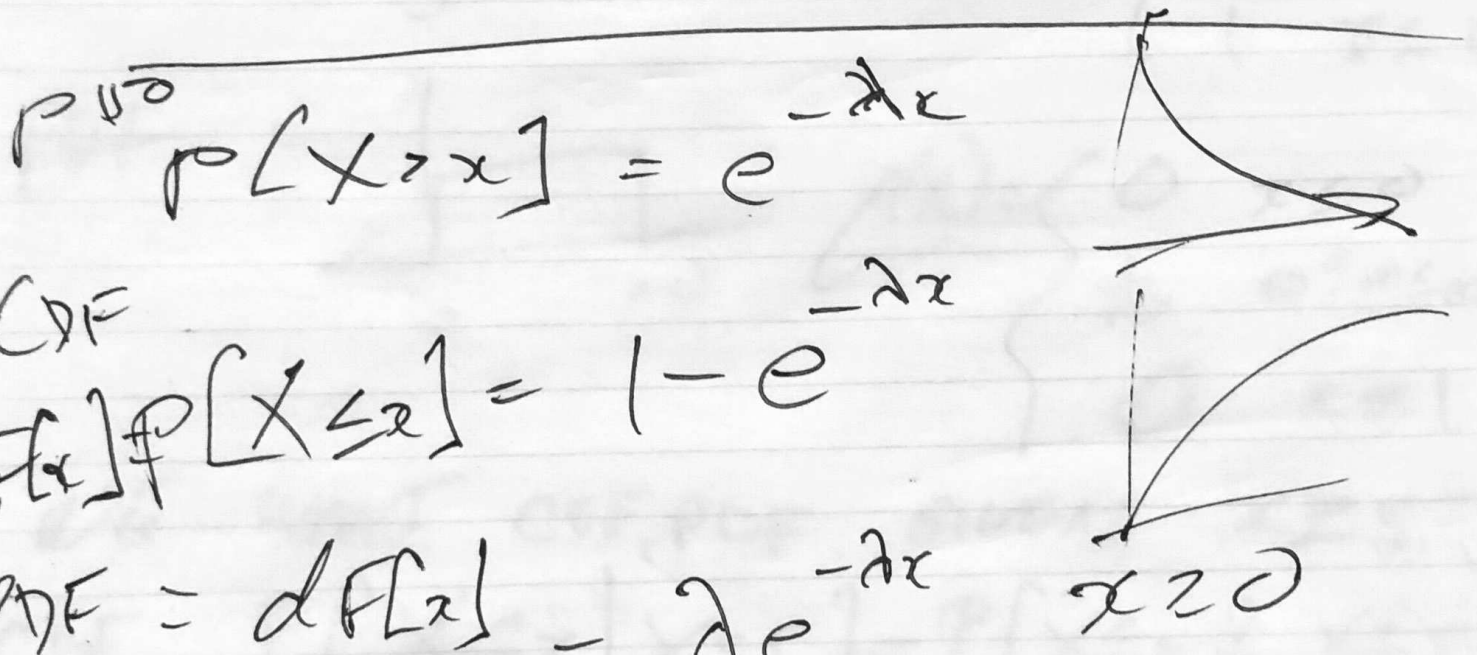 P[X>x] = e^{-λx}
CDF
F[x] = P[X≤x] = 1 - e^{-λx}
PDF = dF[x] = λe^{-λx} x≥0